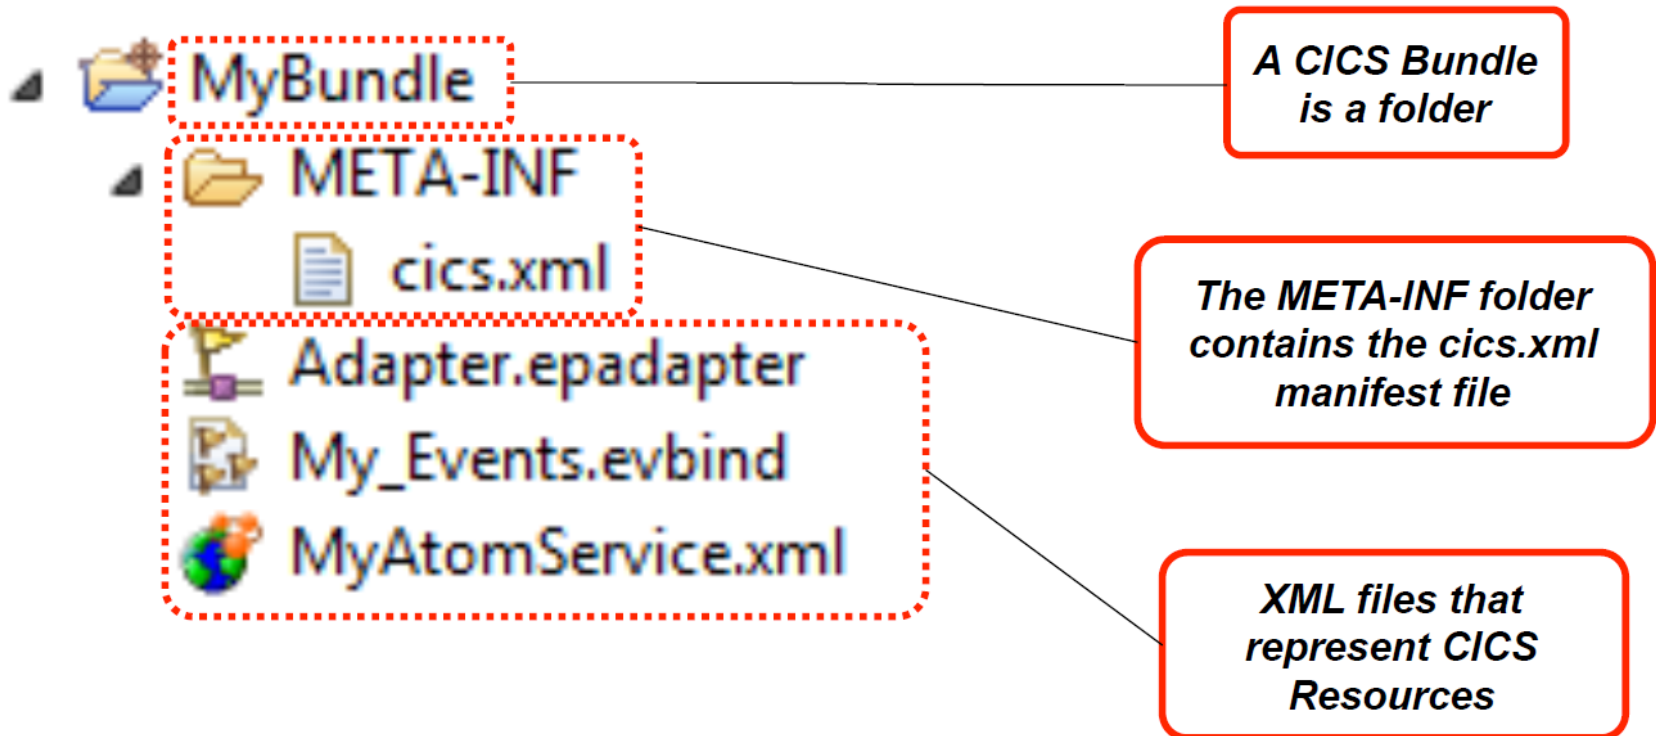 MyBundle
META-INF
cics.xml
Adapter.epadapter
My_Events.evbind
MyAtomService.xml
A CICS Bundle
is a folder
The META-INF folder
contains the cics.xml
manifest file
XML files that
represent CICS
Resources